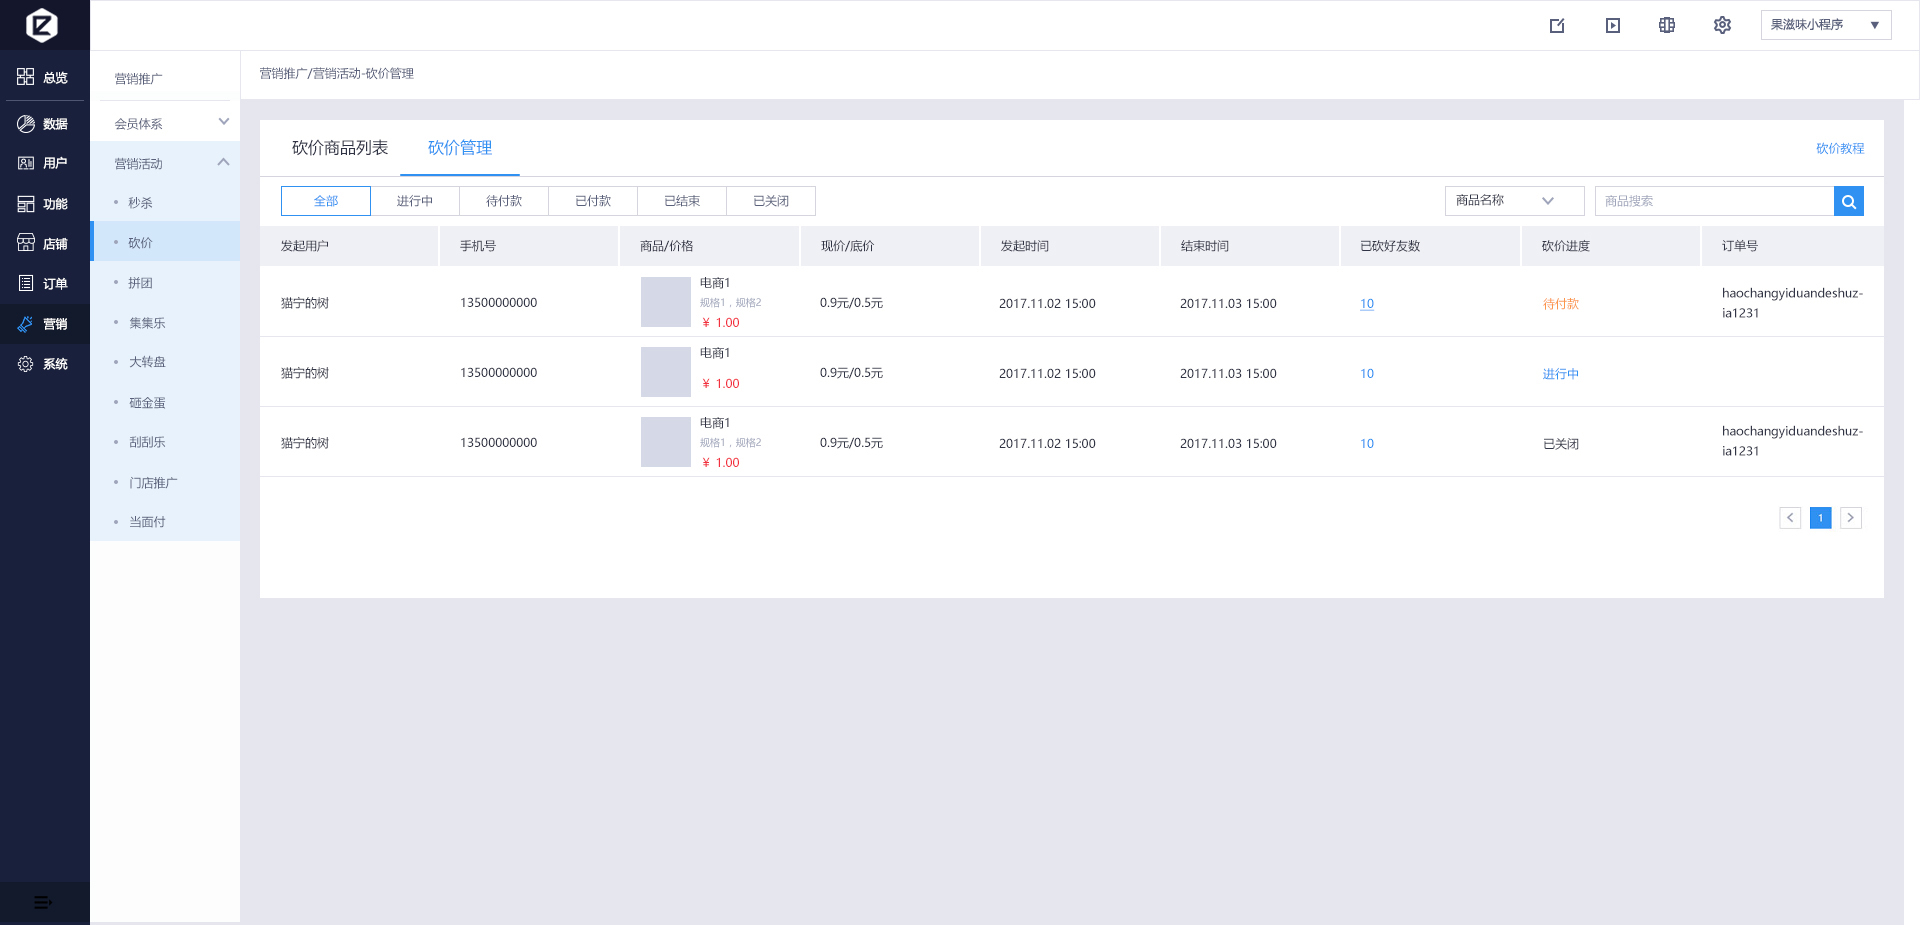 果滋味小程序
总览
数据
用户
功能
店铺
订单
营销
系统
营销推广
会员体系
营销活动
秒杀
砍价
拼团
集集乐
大转盘
砸金蛋
刮刮乐
门店推广
当面付
营销推广/营销活动-砍价管理
砍价商品列表 砍价管理 砍价教程
全部 进行中 待付款 已付款 已结束 已关闭 商品名称 商品搜索
发起用户 手机号 商品/价格 现价/底价 发起时间 结束时间 已砍好友数 砍价进度 订单号
猫宁的树 13500000000 电商1 0.9元/0.5元 2017.11.02 15:00 2017.11.03 15:00 10 待付款 haochangyiduandeshuz-
规格1，规格2 ia1231
¥ 1.00
猫宁的树 13500000000 电商1 0.9元/0.5元 2017.11.02 15:00 2017.11.03 15:00 10 进行中
¥ 1.00
猫宁的树 13500000000 电商1 0.9元/0.5元 2017.11.02 15:00 2017.11.03 15:00 10 已关闭 haochangyiduandeshuz-
规格1，规格2 ia1231
¥ 1.00
1